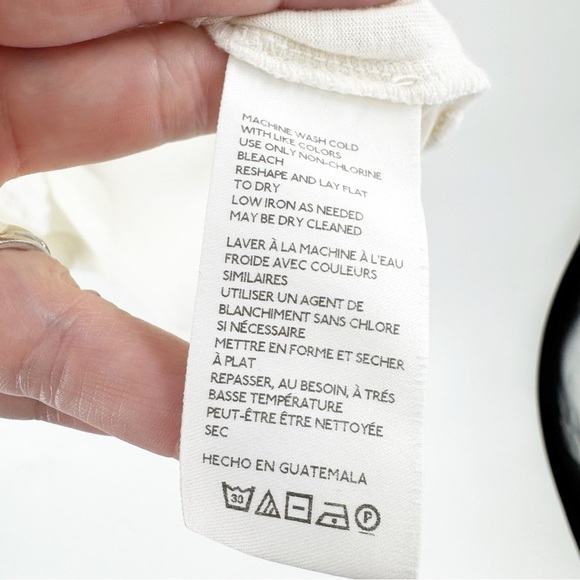 MACHINE WASH COLD
WITH LIKE COLORS
USE ONLY NON-CHLORINE
BLEACH
RESHAPE AND LAY FLAT
TO DRY
LOW IRON AS NEEDED
MAY BE DRY CLEANED
LAVER À LA MACHINE À L'EAU
FROIDE AVEC COULEURS
SIMILAIRES
UTILISER UN AGENT DE
BLANCHIMENT SANS CHLORE
SI NÉCESSAIRE
METTRE EN FORME ET SECHER
À PLAT
REPASSER, AU BESOIN, À TRÉS
BASSE TEMPÉRATURE
PEUT-ÊTRE ÊTRE NETTOYÉE
SEC
HECHO EN GUATEMALA
30 P